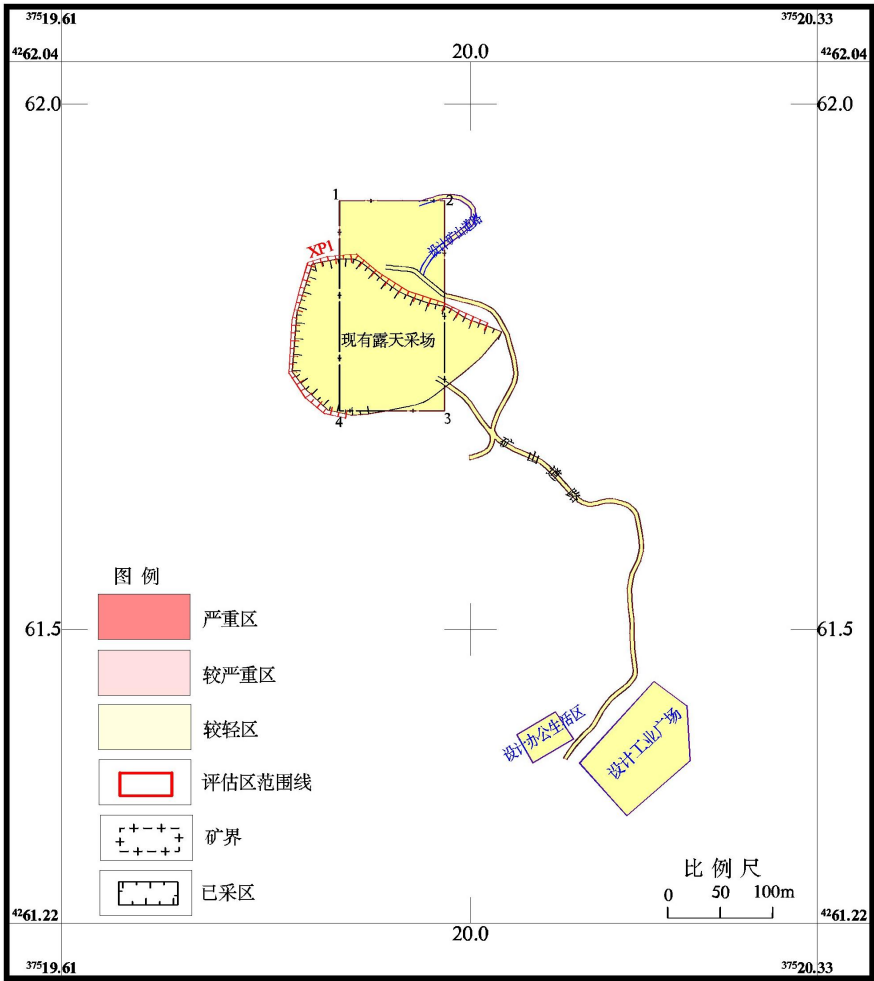 ³⁷⁵19.61
³⁷⁵20.33
⁴²62.04
20.0
⁴²62.04
62.0
62.0
1
2
设计矿山道路
XP1
现有露天采场
4
3
矿山道路
图 例
严重区
61.5
61.5
较严重区
较轻区
设计办公生活区
设计工业广场
评估区范围线
矿界
已采区
比 例 尺
0 50 100m
⁴²61.22
20.0
⁴²61.22
³⁷⁵19.61
³⁷⁵20.33